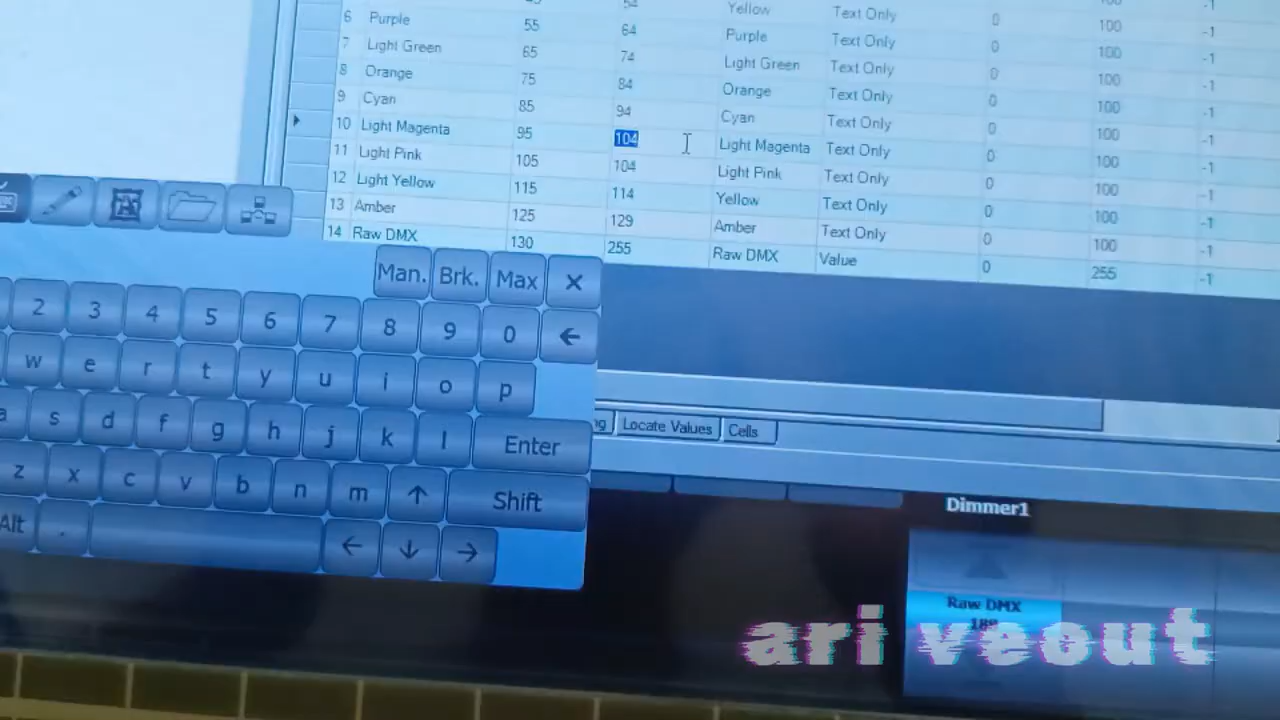 54 Yellow Text Only 0 100 -1
6 Purple 55 64 Purple Text Only 0 100 -1
7 Light Green 65 74 Light Green Text Only 0 100 -1
8 Orange 75 84 Orange Text Only 0 100 -1
9 Cyan 85 94 Cyan Text Only 0 100 -1
10 Light Magenta 95 104 Light Magenta Text Only 0 100 -1
11 Light Pink 105 104 Light Pink Text Only 0 100 -1
12 Light Yellow 115 114 Yellow Text Only 0 100 -1
13 Amber 125 129 Amber Text Only 0 100 -1
14 Raw DMX 130 255 Raw DMX Value 0 255 -1
Man. Brk. Max ×
2 3 4 5 6 7 8 9 0 ←
w e r t y u i o p
a s d f g h j k l Enter
z x c v b n m ↑ Shift
Alt . ← ↓ →
Locate Values Cells
Dimmer1
Raw DMX
ari veout